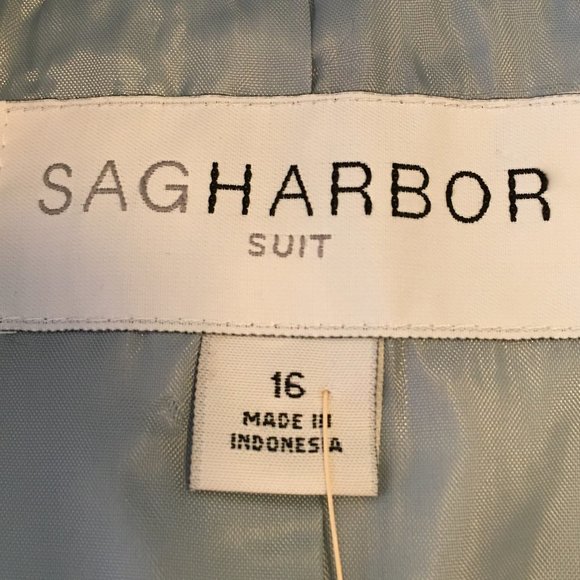 SAGHARBOR
SUIT
16
MADE IN
INDONESIA